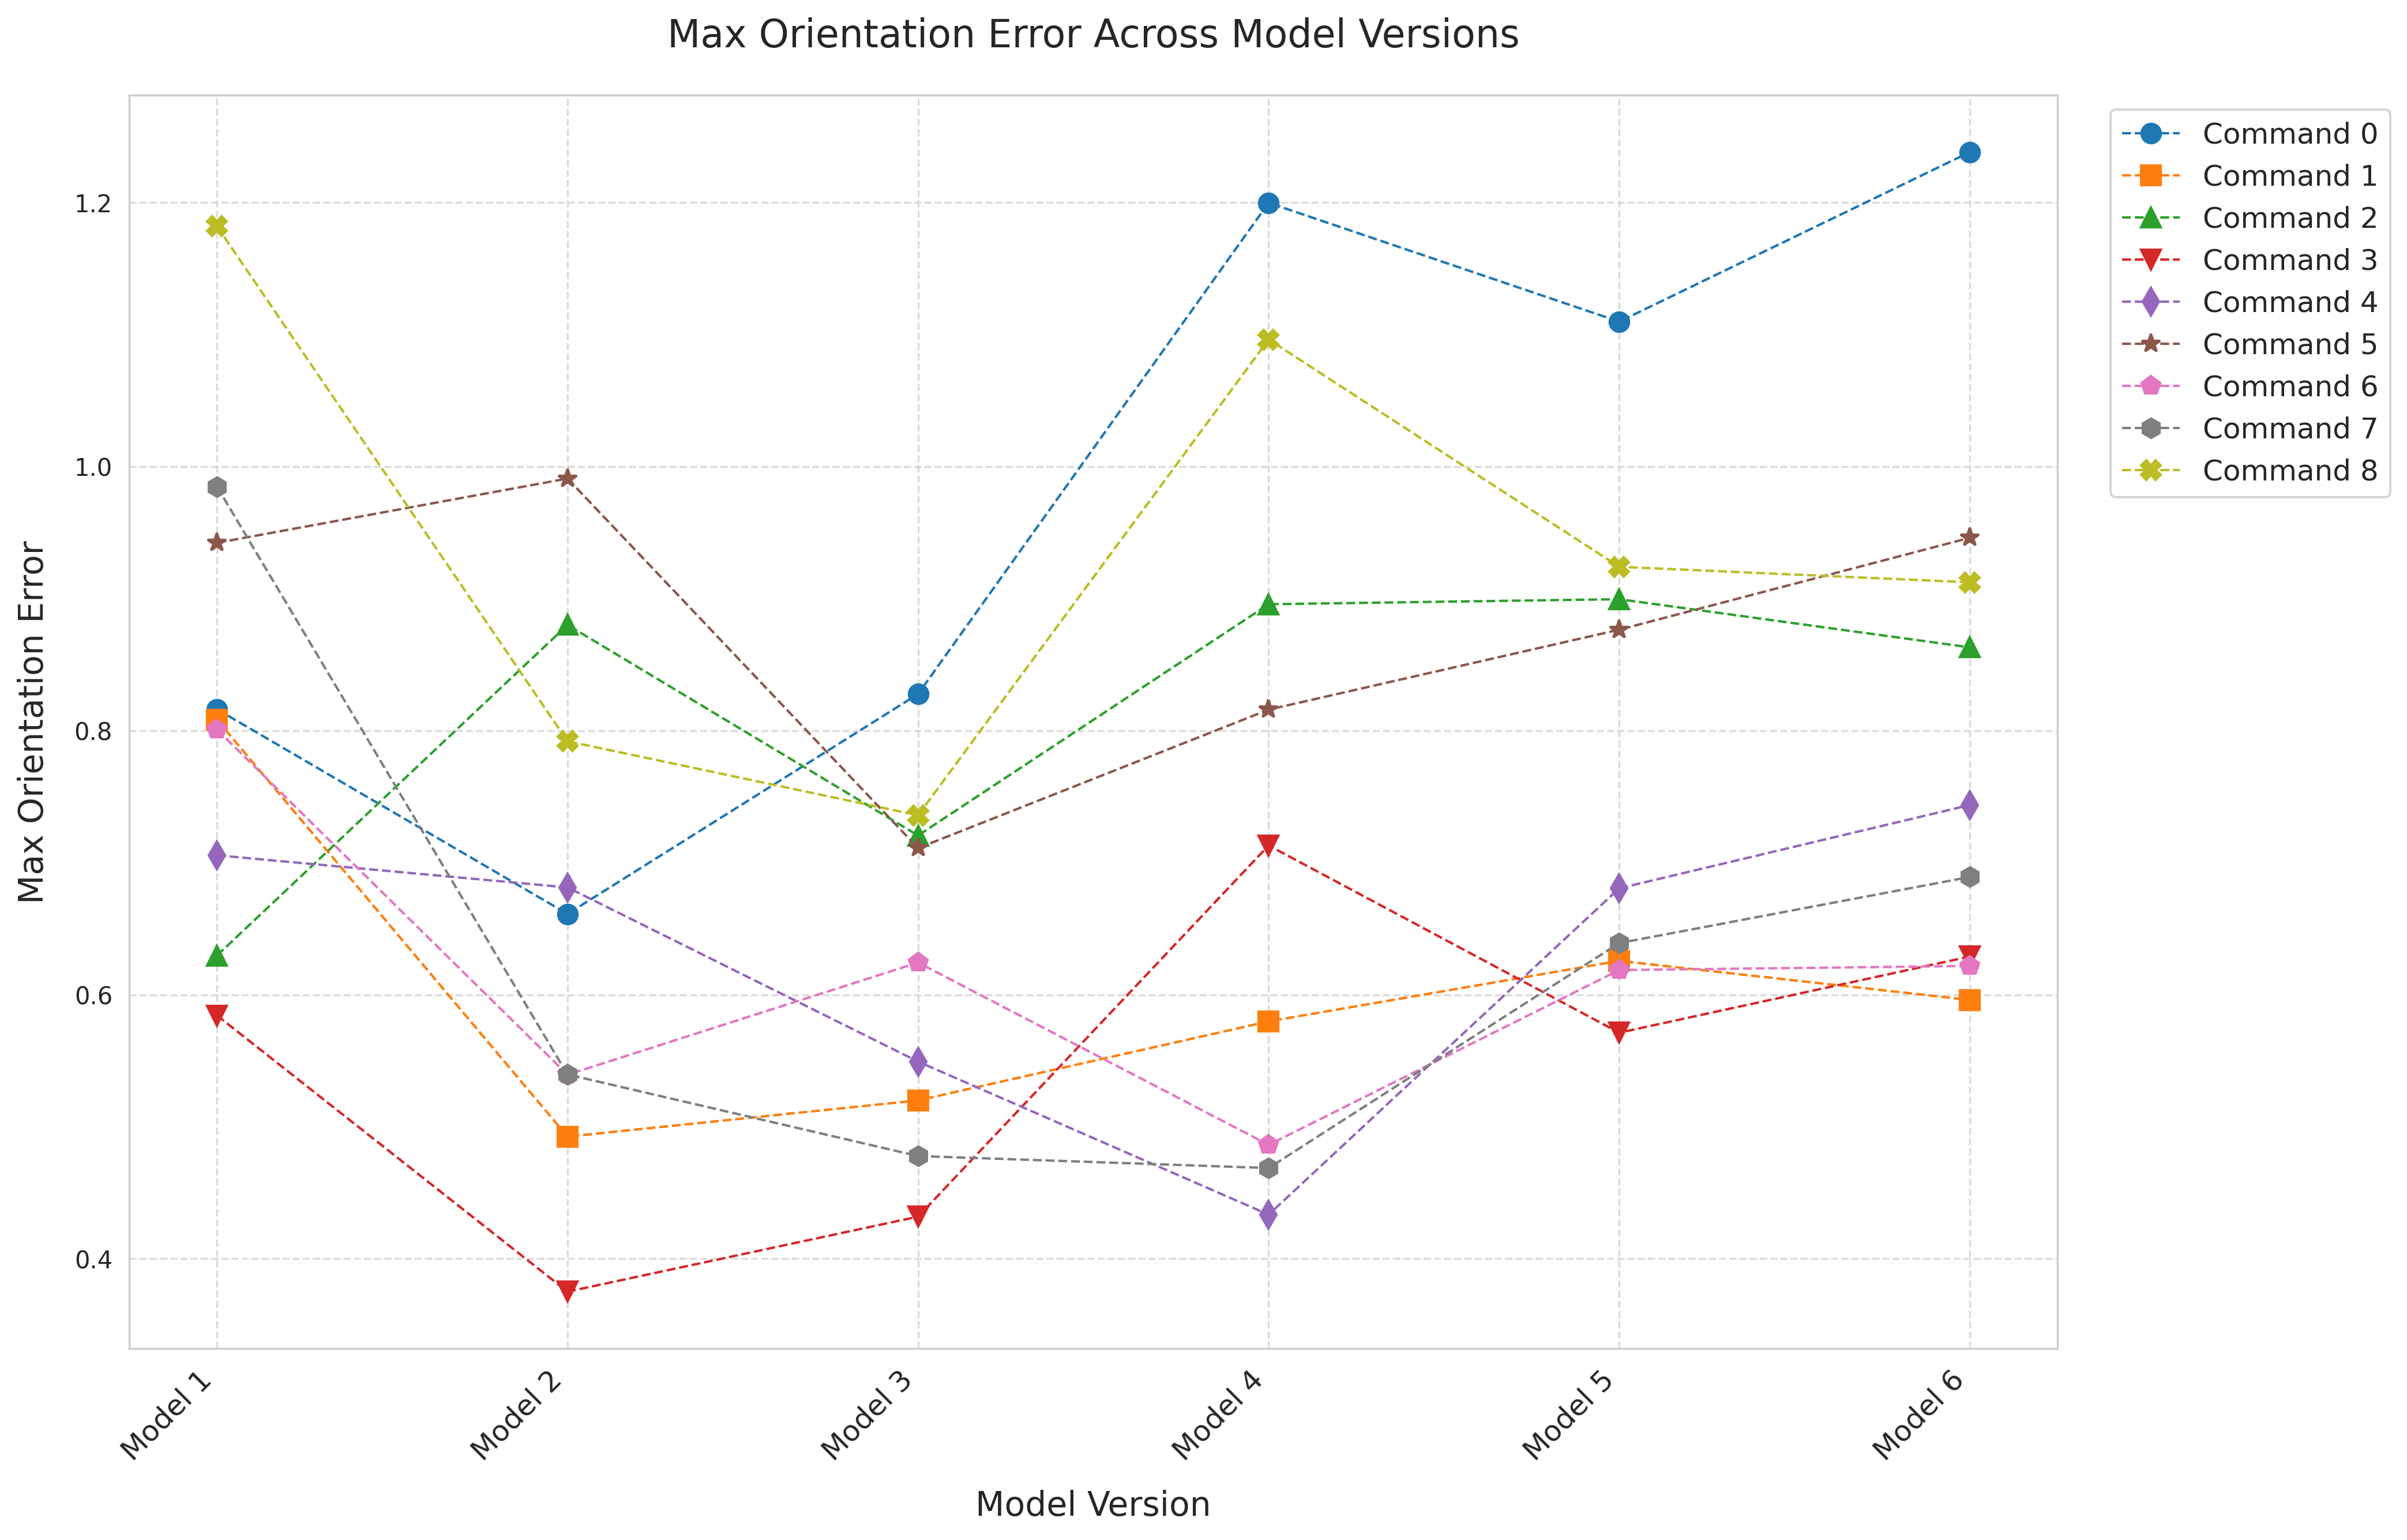 Max Orientation Error Across Model Versions
Max Orientation Error
1.2
1.0
0.8
0.6
0.4
Model 1
Model 2
Model 3
Model 4
Model 5
Model 6
Model Version
Command 0
Command 1
Command 2
Command 3
Command 4
Command 5
Command 6
Command 7
Command 8